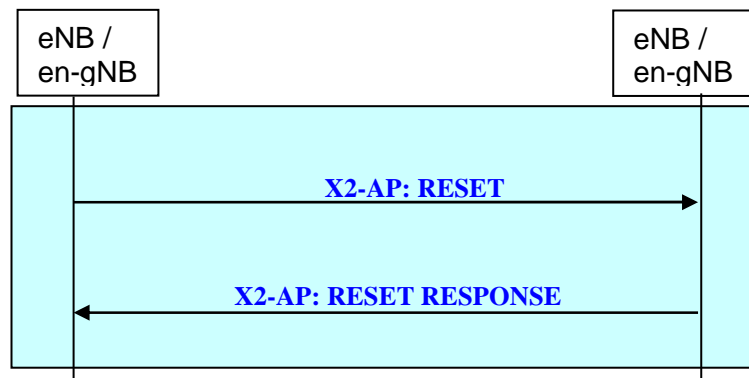 eNB /
en-gNB
eNB /
en-gNB
X2-AP: RESET
X2-AP: RESET RESPONSE